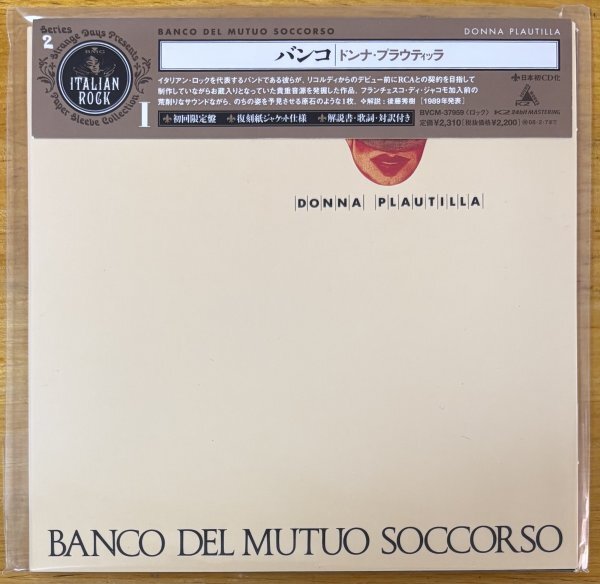 Series 2
Strange Days Presents
BMG
ITALIAN
ROCK
Paper Sleeve Collection
I
BANCO DEL MUTUO SOCCORSO
DONNA PLAUTILLA
バンコ
ドンナ・プラウティッラ
イタリアン・ロックを代表するバンドである彼らが、リコルディからのデビュー前にRCAとの契約を目指して
制作していながらお蔵入りとなっていた貴重音源を発掘した作品。フランチェスコ・ディ・ジャコモ加入前の
荒削りなサウンドながら、のちの姿を予見させる原石のような1枚。✥解説:後藤秀樹 [1989年発表]
日本初CD化
K2
BVCM-37959〈ロック〉
K2 24bit MASTERING
初回限定盤
復刻紙ジャケット仕様
解説書・歌詞・対訳付き
定価¥2,310(税抜価格¥2,200)
DONNA PLAUTILLA
BANCO DEL MUTUO SOCCORSO